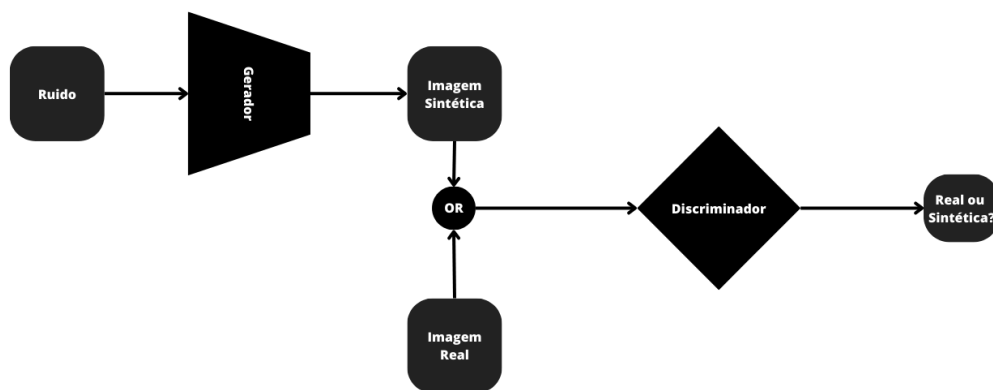 Ruido
Gerador
Imagem
Sintética
OR
Discriminador
Real ou
Sintética?
Imagem
Real